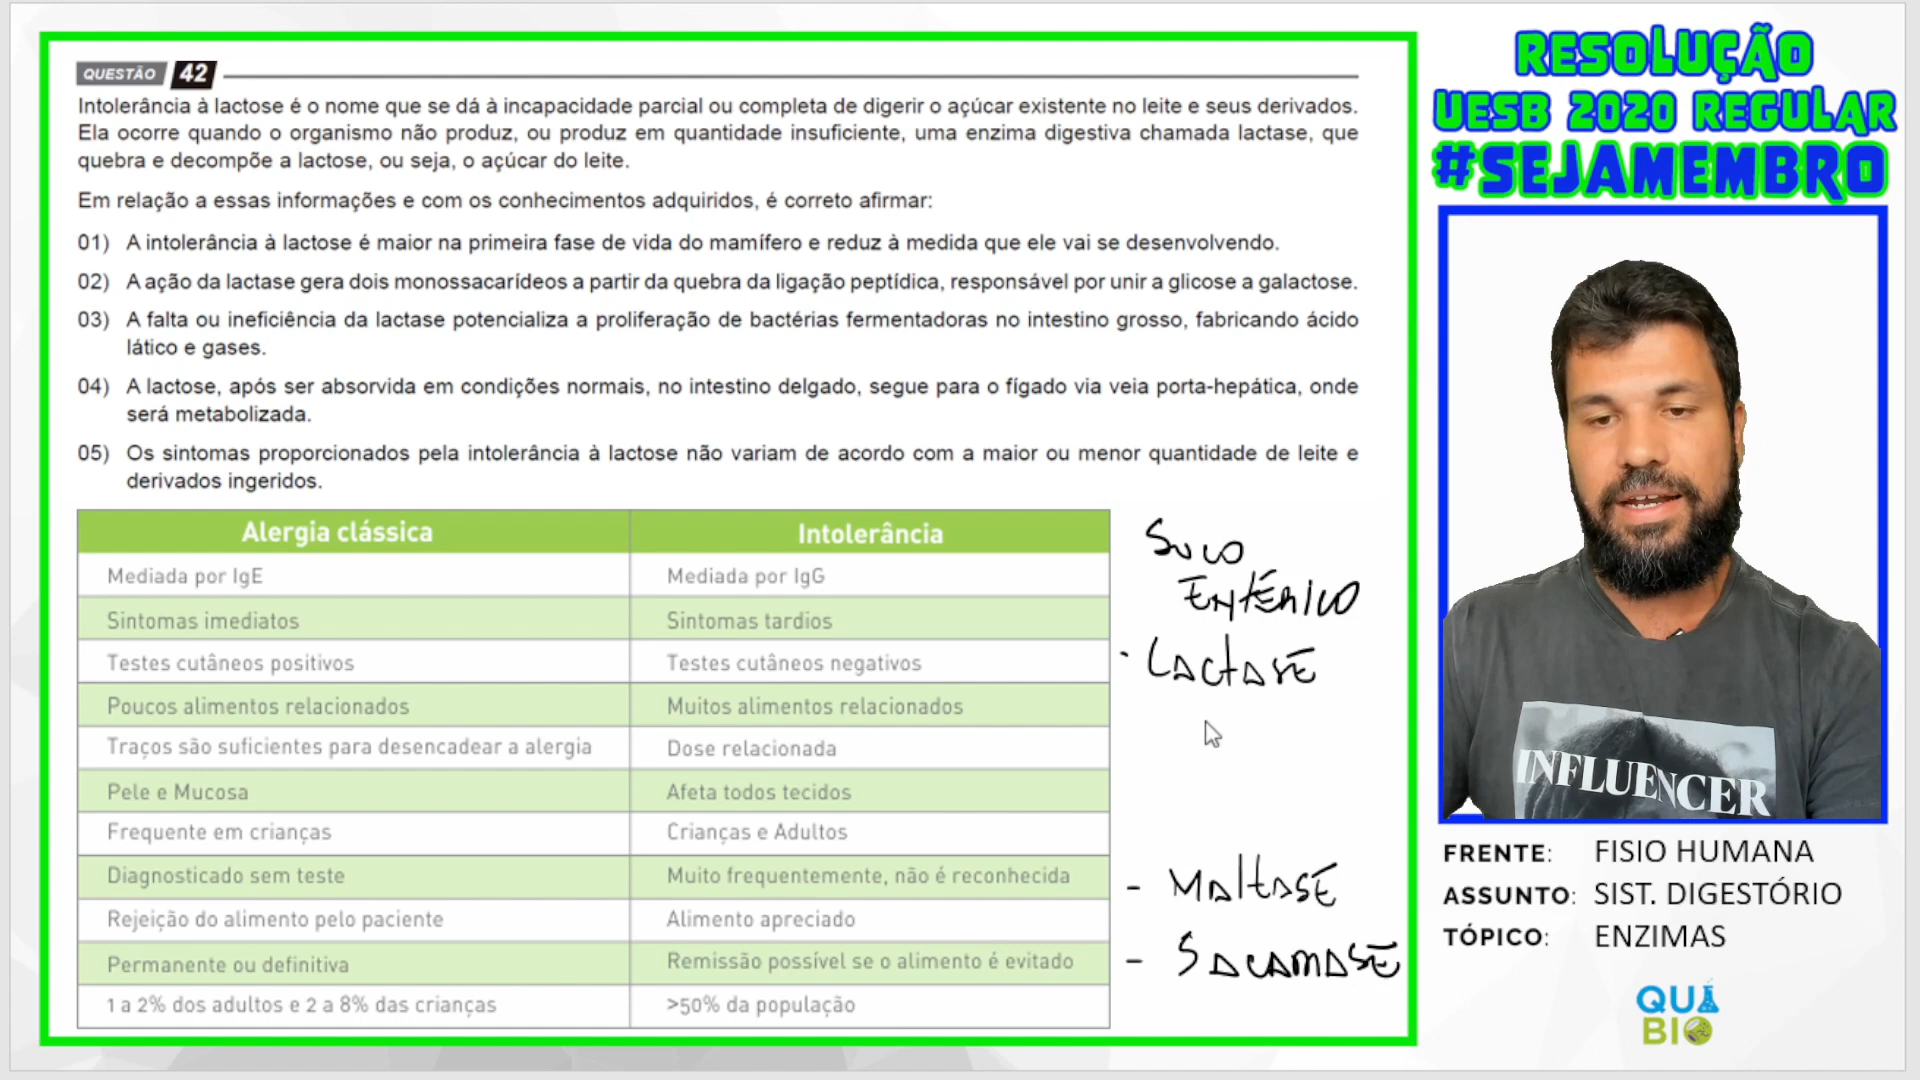 QUESTÃO 42
Intolerância à lactose é o nome que se dá à incapacidade parcial ou completa de digerir o açúcar existente no leite e seus derivados.
Ela ocorre quando o organismo não produz, ou produz em quantidade insuficiente, uma enzima digestiva chamada lactase, que
quebra e decompõe a lactose, ou seja, o açúcar do leite.
Em relação a essas informações e com os conhecimentos adquiridos, é correto afirmar:
01) A intolerância à lactose é maior na primeira fase de vida do mamífero e reduz à medida que ele vai se desenvolvendo.
02) A ação da lactase gera dois monossacarídeos a partir da quebra da ligação peptídica, responsável por unir a glicose a galactose.
03) A falta ou ineficiência da lactase potencializa a proliferação de bactérias fermentadoras no intestino grosso, fabricando ácido
lático e gases.
04) A lactose, após ser absorvida em condições normais, no intestino delgado, segue para o fígado via veia porta-hepática, onde
será metabolizada.
05) Os sintomas proporcionados pela intolerância à lactose não variam de acordo com a maior ou menor quantidade de leite e
derivados ingeridos.
Alergia clássica Intolerância
Mediada por IgE Mediada por IgG
Sintomas imediatos Sintomas tardios
Testes cutâneos positivos Testes cutâneos negativos
Poucos alimentos relacionados Muitos alimentos relacionados
Traços são suficientes para desencadear a alergia Dose relacionada
Pele e Mucosa Afeta todos tecidos
Frequente em crianças Crianças e Adultos
Diagnosticado sem teste Muito frequentemente, não é reconhecida
Rejeição do alimento pelo paciente Alimento apreciado
Permanente ou definitiva Remissão possível se o alimento é evitado
1 a 2% dos adultos e 2 a 8% das crianças >50% da população
SUCO
ENTÉRICO
· LACTASE
- MALTASE
- SACARASE
RESOLUÇÃO
UESB 2020 REGULAR
#SEJAMEMBRO
INFLUENCER
FRENTE: FISIO HUMANA
ASSUNTO: SIST. DIGESTÓRIO
TÓPICO: ENZIMAS
QUI
BIO